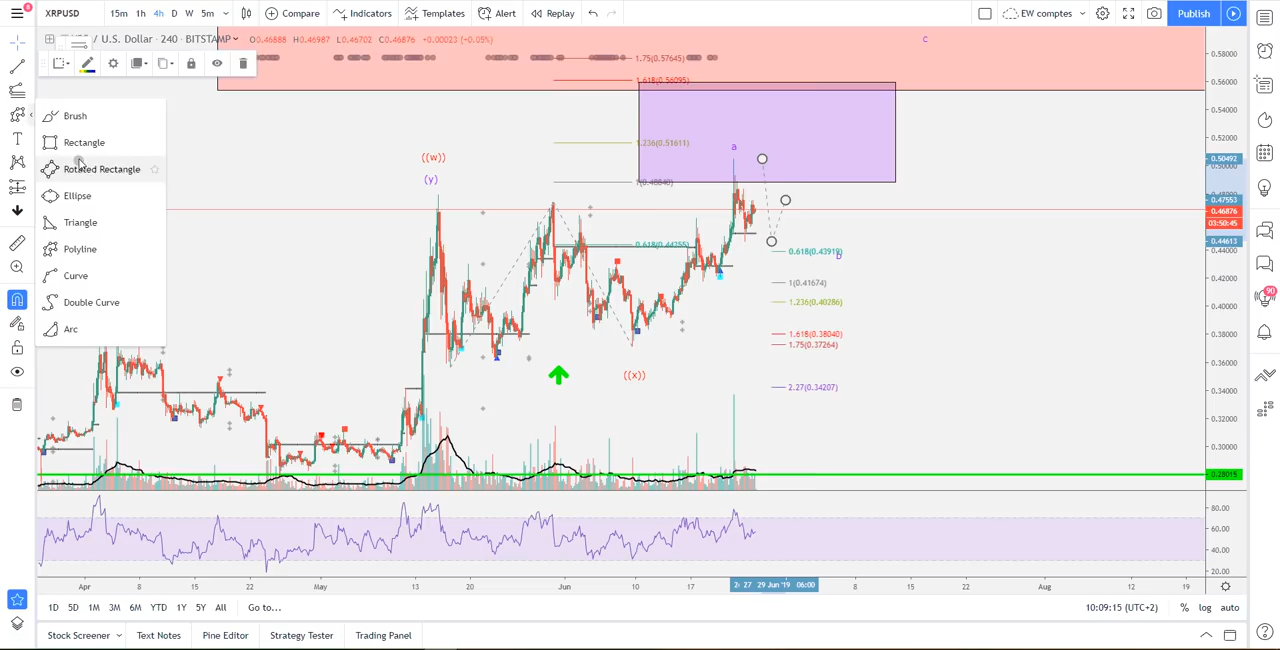 XRPUSD 15m 1h 4h D W 5m Compare Indicators Templates Alert Replay EW comptes Publish
/ U.S. Dollar · 240 · BITSTAMP O0.46888 H0.46987 L0.46702 C0.46876 +0.00023 (+0.05%)
c
0.58000
1.75(0.57645)
1.618(0.56095)
0.56000
0.54000
Brush
0.52000
Rectangle
1.236(0.51611)
a
((w))
0.50492
Rotated Rectangle
(y)
Ellipse
0.47553
0.46876
Triangle
03:50:45
0.618(0.44255)
0.44613
Polyline
0.618(0.43919)
b
Curve
0.42000
1(0.41674)
Double Curve
1.236(0.40286)
0.40000
Arc
1.618(0.38040)
0.38000
1.75(0.37264)
0.36000
((x))
2.27(0.34207)
0.34000
0.32000
0.30000
0.28015
80.00
60.00
40.00
20.00
Apr 8 15 22 May 13 20 Jun 10 17 27 29 Jun '19 06:00 8 15 22 Aug 12 19
1D 5D 1M 3M 6M YTD 1Y 5Y All Go to... 10:09:15 (UTC+2) % log auto
Stock Screener Text Notes Pine Editor Strategy Tester Trading Panel
90